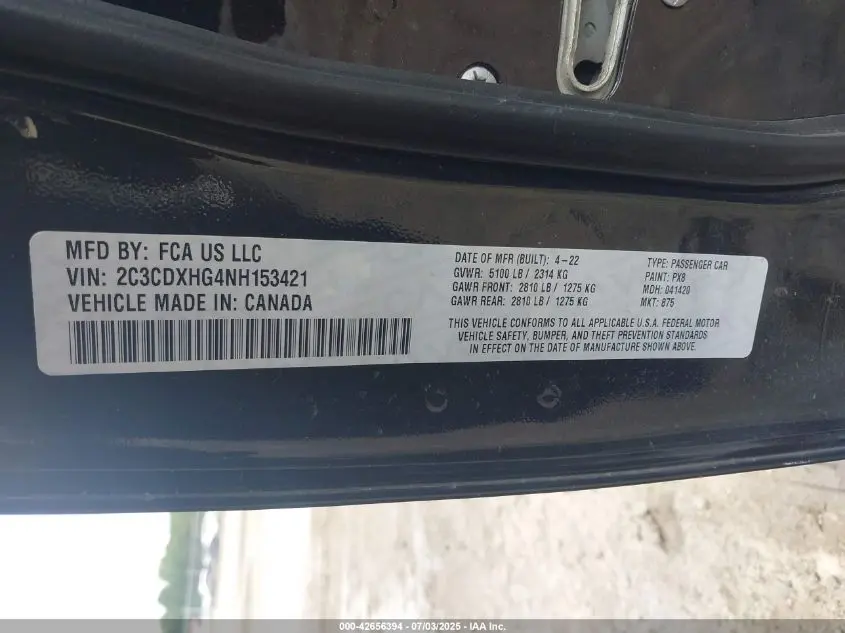 MFD BY: FCA US LLC
VIN: 2C3CDXHG4NH153421
VEHICLE MADE IN: CANADA
DATE OF MFR (BUILT): 4-22
GVWR: 5100 LB / 2314 KG
GAWR FRONT: 2810 LB / 1275 KG
GAWR REAR: 2810 LB / 1275 KG
TYPE: PASSENGER CAR
PAINT: PX8
MDH: 041420
MKT: 875
THIS VEHICLE CONFORMS TO ALL APPLICABLE U.S.A. FEDERAL MOTOR
VEHICLE SAFETY, BUMPER, AND THEFT PREVENTION STANDARDS
IN EFFECT ON THE DATE OF MANUFACTURE SHOWN ABOVE.
000-42656394 - 07/03/2025 - IAA Inc.